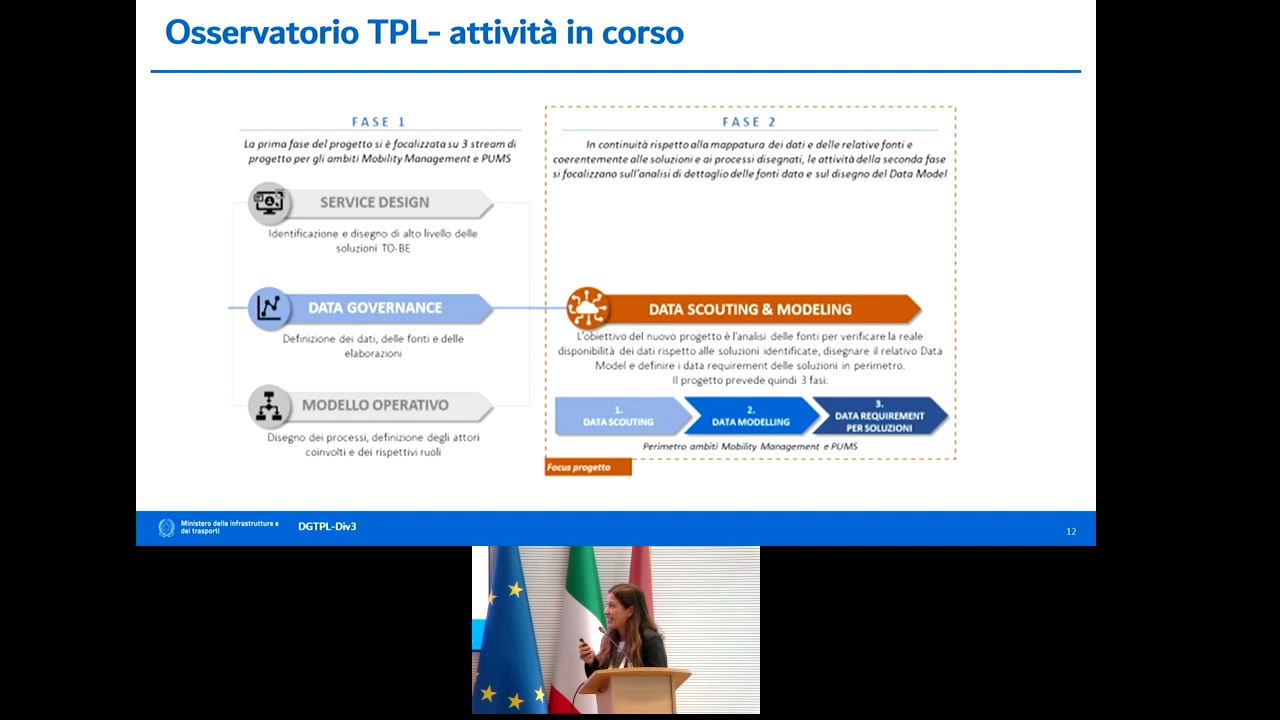 Osservatorio TPL- attività in corso
FASE 1
La prima fase del progetto si è focalizzata su 3 stream di
progetto per gli ambiti Mobility Management e PUMS
SERVICE DESIGN
Identificazione e disegno di alto livello delle
soluzioni TO-BE
DATA GOVERNANCE
Definizione dei dati, delle fonti e delle
elaborazioni
MODELLO OPERATIVO
Disegno dei processi, definizione degli attori
coinvolti e dei rispettivi ruoli
FASE 2
In continuità rispetto alla mappatura dei dati e delle relative fonti e
coerentemente alle soluzioni e ai processi disegnati, le attività della seconda fase
si focalizzano sull'analisi di dettaglio delle fonti dato e sul disegno del Data Model
DATA SCOUTING & MODELING
L'obiettivo del nuovo progetto è l'analisi delle fonti per verificare la reale
disponibilità dei dati rispetto alle soluzioni identificate, disegnare il relativo Data
Model e definire i data requirement delle soluzioni in perimetro.
Il progetto prevede quindi 3 fasi:
1.
DATA SCOUTING
2.
DATA MODELLING
3.
DATA REQUIREMENT
PER SOLUZIONI
Perimetro ambiti Mobility Management e PUMS
Focus progetto
Ministero delle infrastrutture e
dei trasporti
DGTPL-Div3
12